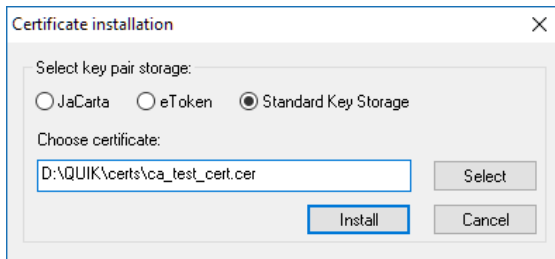 Certificate installation
Select key pair storage:
JaCarta eToken Standard Key Storage
Choose certificate:
D:\QUIK\certs\ca_test_cert.cer Select
Install Cancel